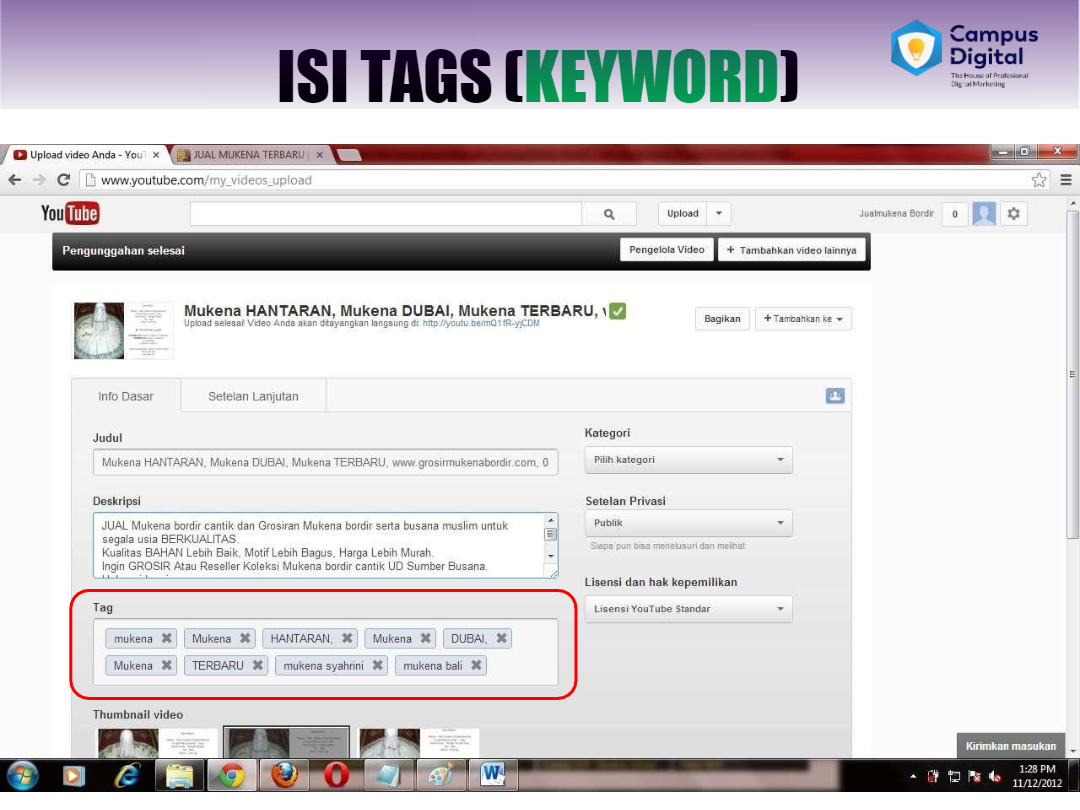 ISI TAGS (KEYWORD)
Campus
Digital
The House of Profesional
Digital Marketing
Upload video Anda - YouT
JUAL MUKENA TERBARU |
www.youtube.com/my_videos_upload
YouTube
Upload
Jualmukena Bordir
0
Pengunggahan selesai
Pengelola Video
+ Tambahkan video lainnya
Mukena HANTARAN, Mukena DUBAI, Mukena TERBARU, w
Upload selesai! Video Anda akan ditayangkan langsung di: http://youtu.be/mQ1fR-yjCDM
Bagikan
+ Tambahkan ke
Info Dasar
Setelan Lanjutan
Judul
Mukena HANTARAN, Mukena DUBAI, Mukena TERBARU, www.grosirmukenabordir.com, 0
Kategori
Pilih kategori
Deskripsi
JUAL Mukena bordir cantik dan Grosiran Mukena bordir serta busana muslim untuk
segala usia BERKUALITAS.
Kualitas BAHAN Lebih Baik, Motif Lebih Bagus, Harga Lebih Murah.
Ingin GROSIR Atau Reseller Koleksi Mukena bordir cantik UD Sumber Busana.
Setelan Privasi
Publik
Siapa pun bisa menelusuri dan melihat
Lisensi dan hak kepemilikan
Lisensi YouTube Standar
Tag
mukena
Mukena
HANTARAN,
Mukena
DUBAI,
Mukena
TERBARU
mukena syahrini
mukena bali
Thumbnail video
Kirimkan masukan
1:28 PM
11/12/2012